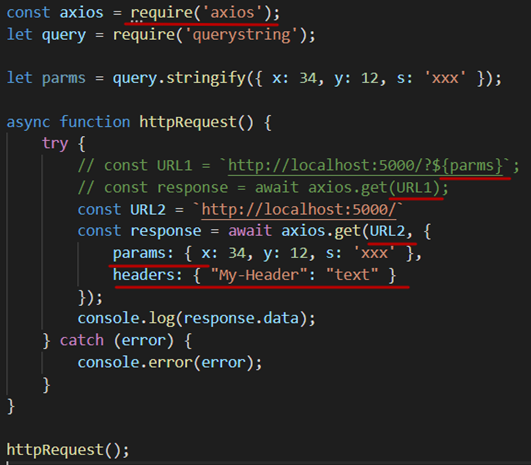 const axios = require('axios');
let query = require('querystring');
let parms = query.stringify({ x: 34, y: 12, s: 'xxx' });
async function httpRequest() {
try {
// const URL1 = `http://localhost:5000/?${parms}`;
// const response = await axios.get(URL1);
const URL2 = `http://localhost:5000/`
const response = await axios.get(URL2, {
params: { x: 34, y: 12, s: 'xxx' },
headers: { "My-Header": "text" }
});
console.log(response.data);
} catch (error) {
console.error(error);
}
}
httpRequest();